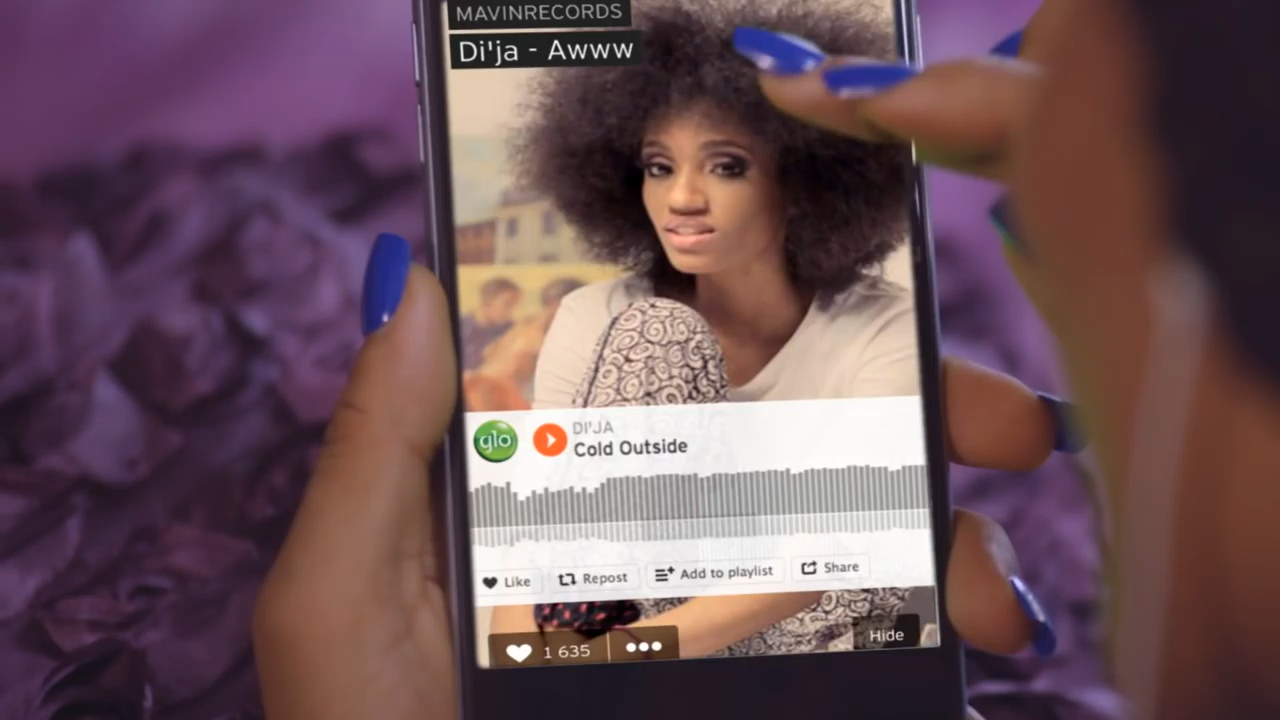 MAVINRECORDS
Di'ja - Awww
glo
DI'JA
Cold Outside
Like
Repost
Add to playlist
Share
1 635
Hide